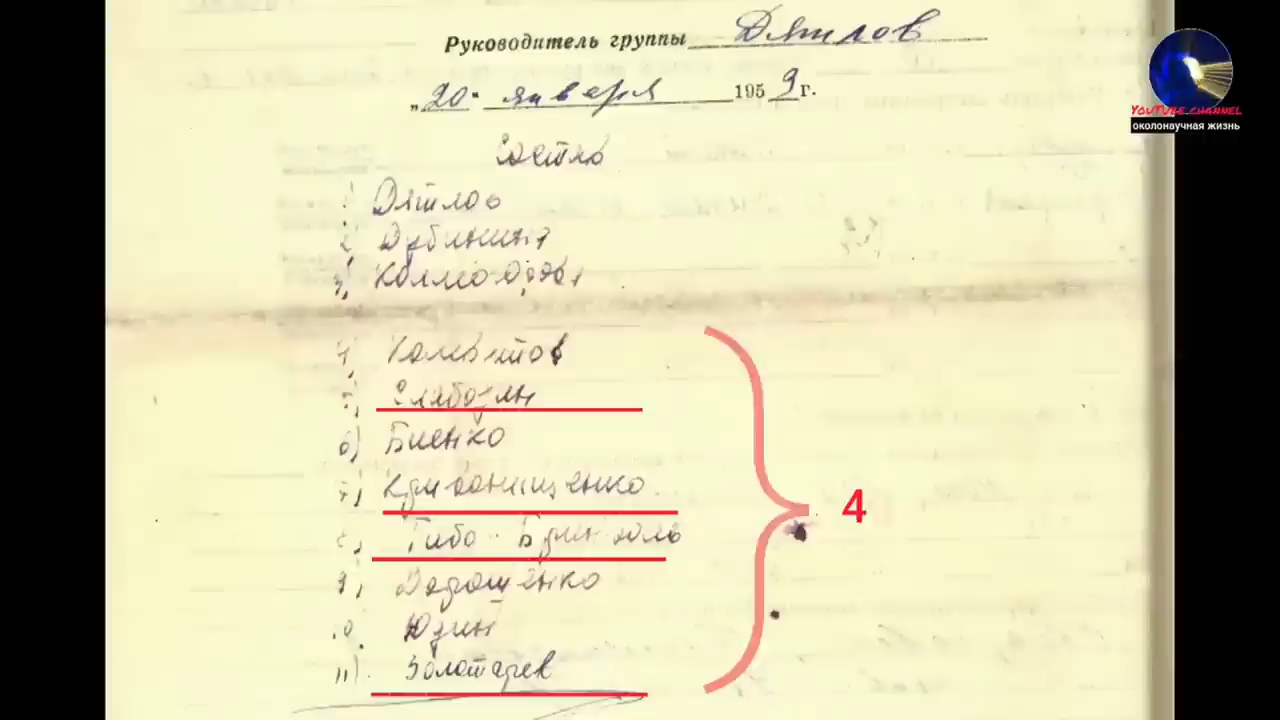 Руководитель группы Дятлов
„20" января 1959 г.
YouTube channel
околонаучная жизнь
Состав
1) Дятлов
2) Дубинина
3) Колмогорова
4) Колеватов
5) Слободин
6) Биенко
7) Кривонищенко
8) Тибо-Бриньоль
9) Дорошенко
10. Юдин
11) Золотарев
4